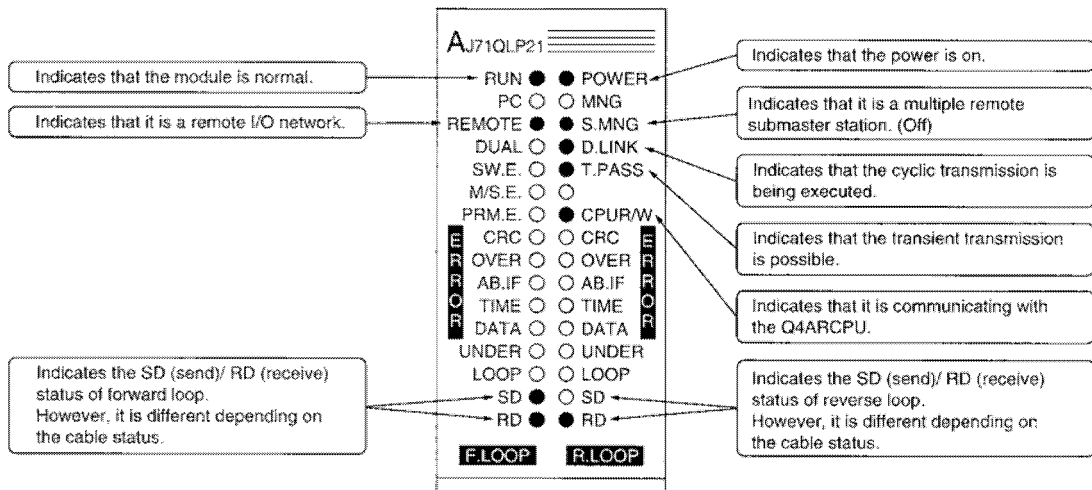 AJ71QLP21
Indicates that the module is normal.
Indicates that it is a remote I/O network.
RUN POWER
PC MNG
REMOTE S.MNG
DUAL D.LINK
SW.E. T.PASS
M/S.E.
PRM.E. CPUR/W
CRC CRC
OVER OVER
AB.IF AB.IF
TIME TIME
DATA DATA
UNDER UNDER
LOOP LOOP
SD SD
RD RD
ERROR
ERROR
F.LOOP R.LOOP
Indicates that the power is on.
Indicates that it is a multiple remote
submaster station. (Off)
Indicates that the cyclic transmission is
being executed.
Indicates that the transient transmission
is possible.
Indicates that it is communicating with
the Q4ARCPU.
Indicates the SD (send)/ RD (receive)
status of forward loop.
However, it is different depending on
the cable status.
Indicates the SD (send)/ RD (receive)
status of reverse loop.
However, it is different depending on
the cable status.